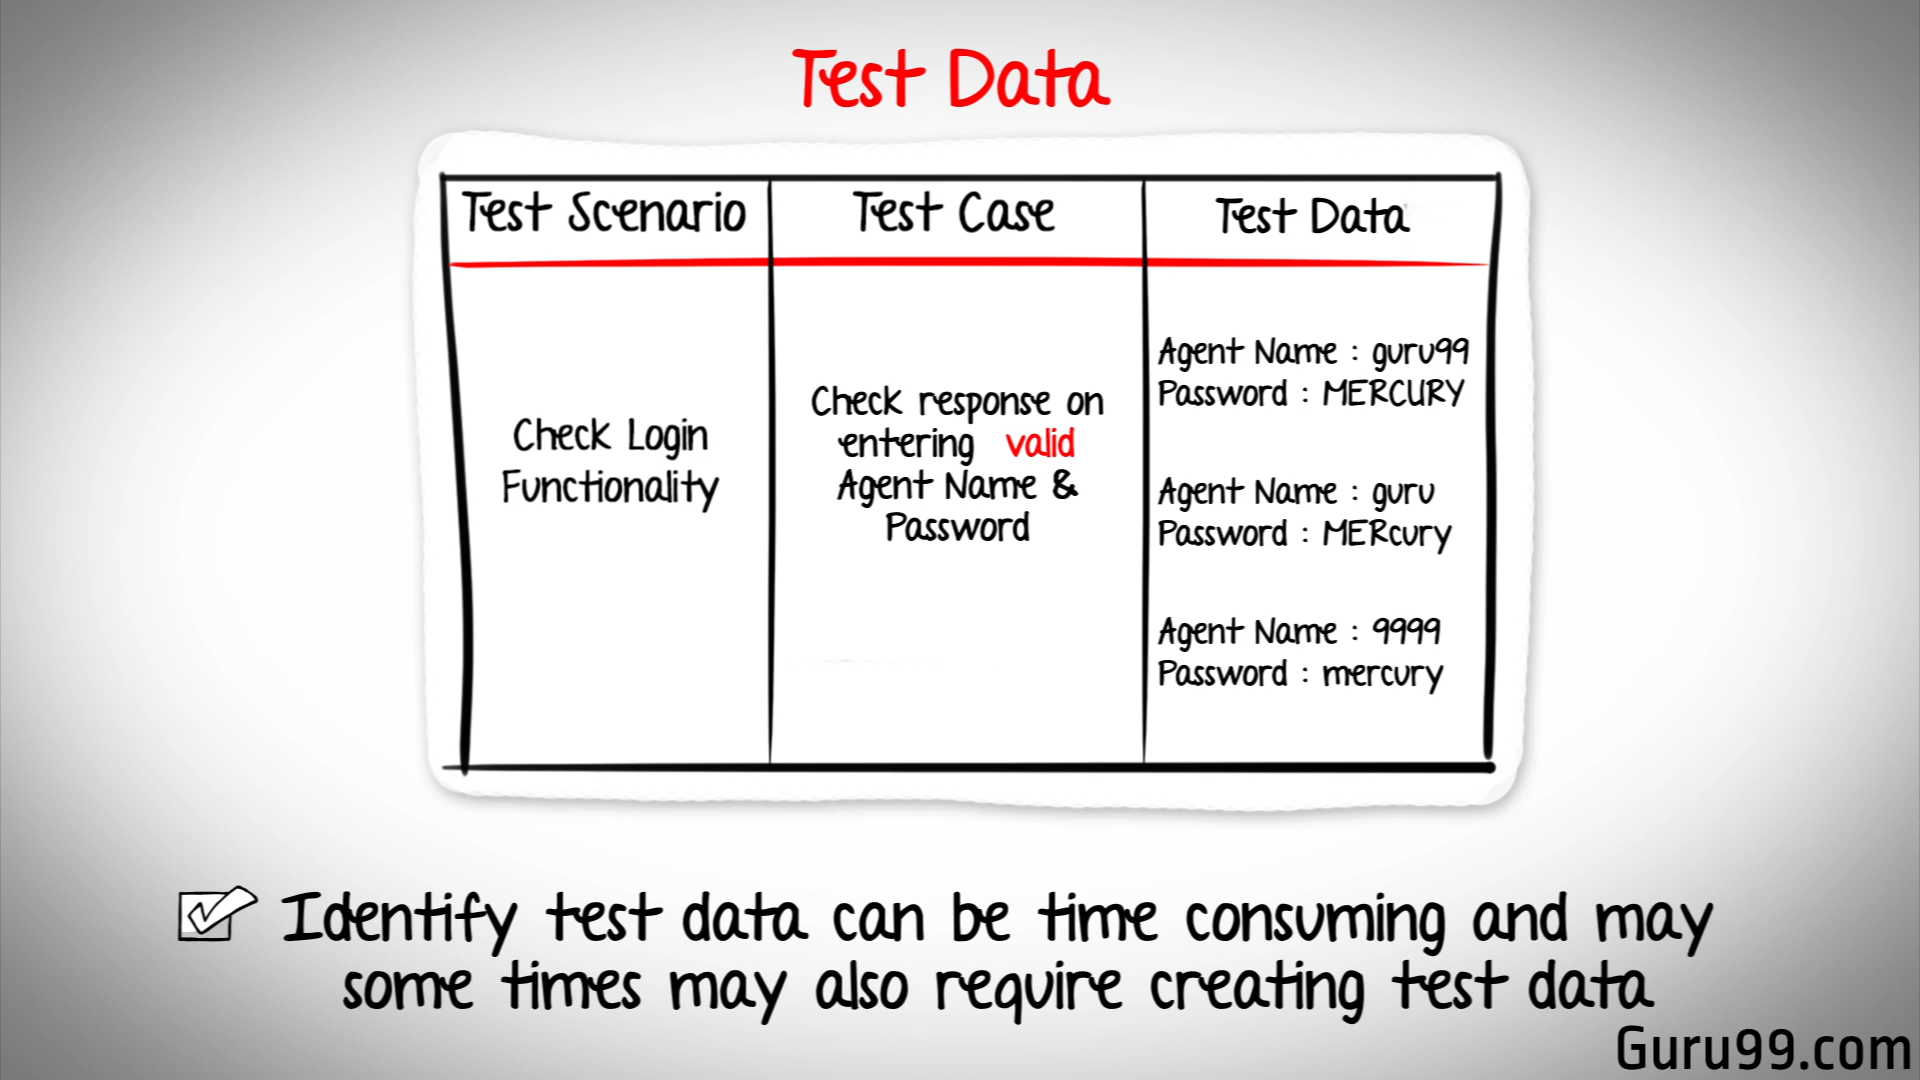 Test Data
Test Scenario
Test Case
Test Data
Check Login
Functionality
Check response on
entering valid
Agent Name &
Password
Agent Name : guru99
Password : MERCURY
Agent Name : guru
Password : MERcury
Agent Name : 9999
Password : mercury
Identify test data can be time consuming and may
some times may also require creating test data
Guru99.com